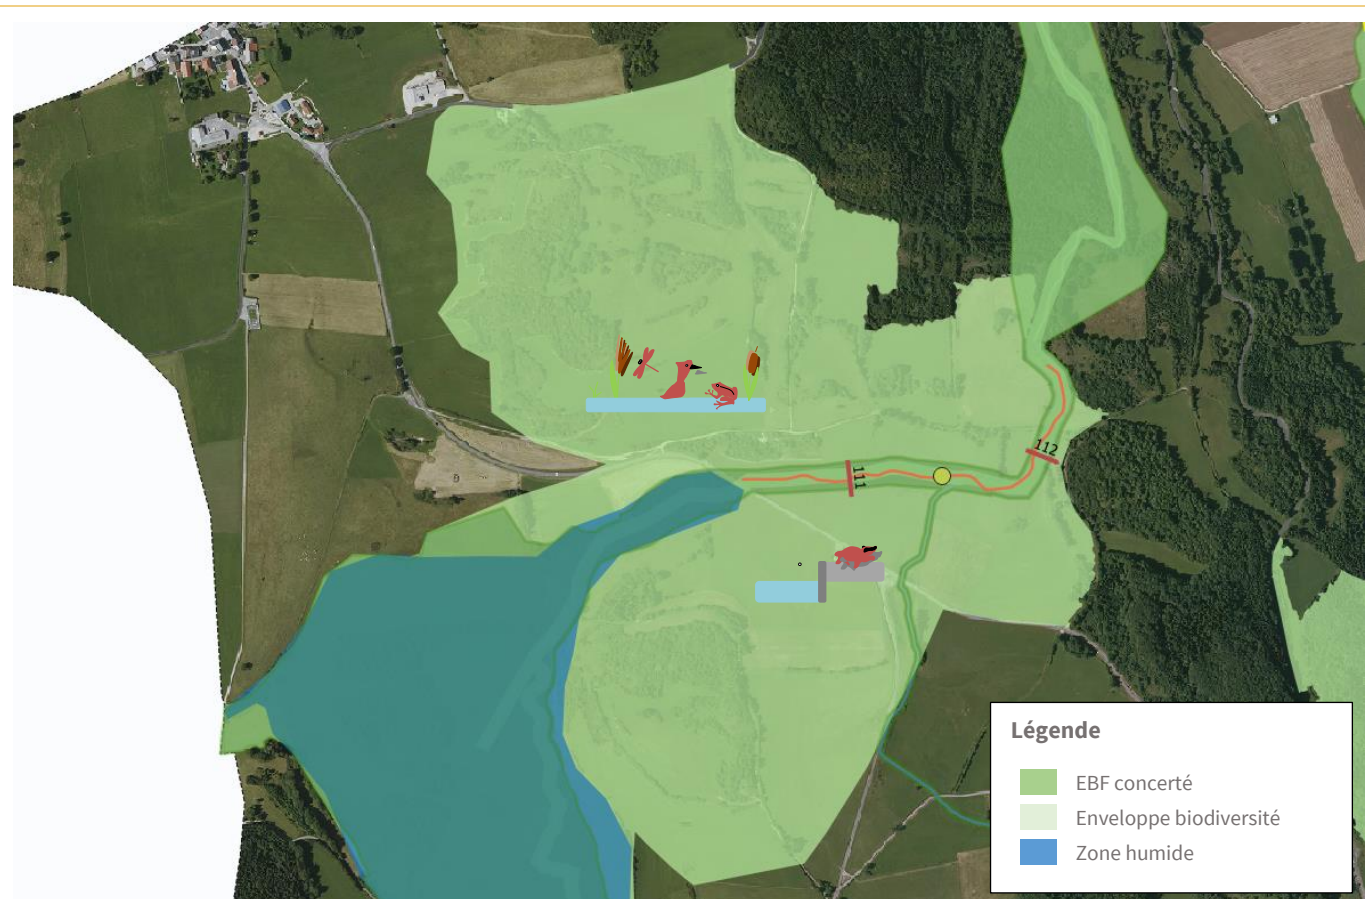 112
111
Légende
EBF concerté
Enveloppe biodiversité
Zone humide